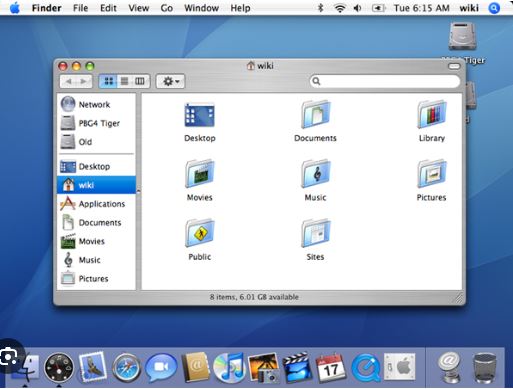 Finder File Edit View Go Window Help Tue 6:15 AM wiki
PBG4 Tiger
wiki
Network
PBG4 Tiger
Old
Desktop
wiki
Applications
Documents
Movies
Music
Pictures
Desktop Documents Library
Movies Music Pictures
Public Sites
8 items, 6.01 GB available
17